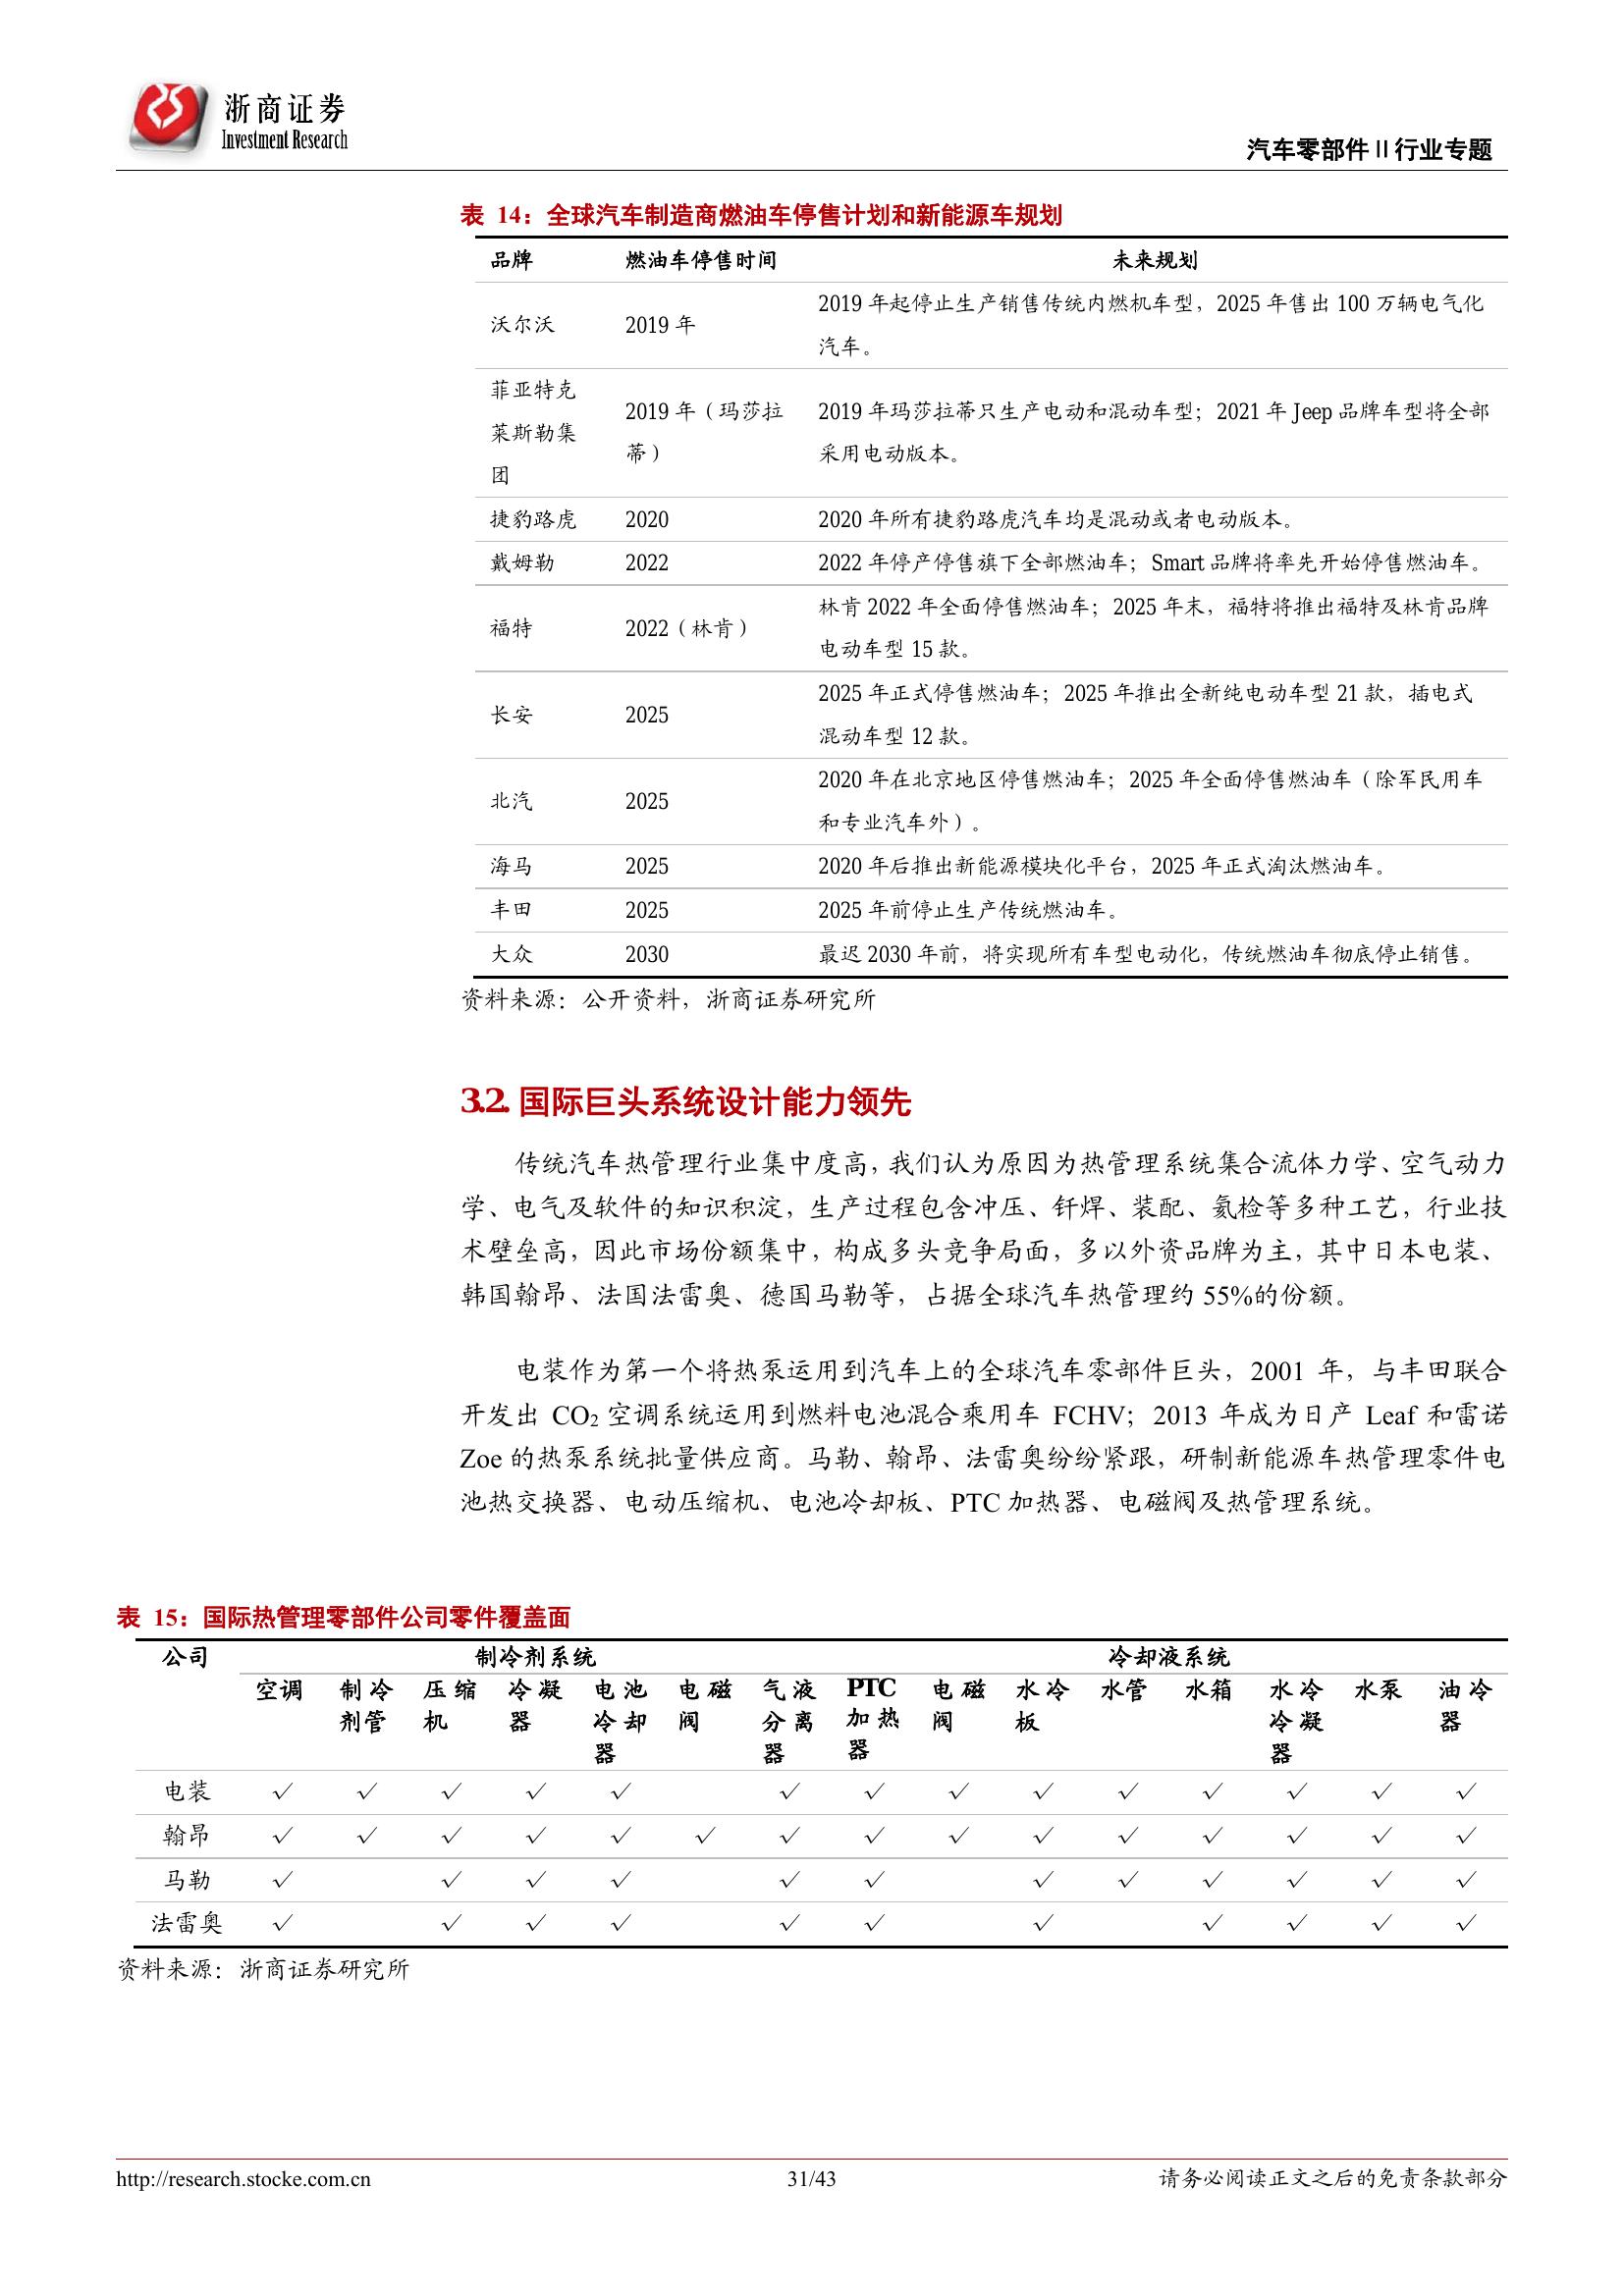 浙商证券
Investment Research
汽车零部件Ⅱ行业专题
表 14：全球汽车制造商燃油车停售计划和新能源车规划
品牌 燃油车停售时间 未来规划
沃尔沃 2019 年 2019 年起停止生产销售传统内燃机车型，2025 年售出 100 万辆电气化
汽车。
菲亚特克
莱斯勒集
团
2019 年（玛莎拉
蒂）
2019 年玛莎拉蒂只生产电动和混动车型；2021 年 Jeep 品牌车型将全部
采用电动版本。
捷豹路虎 2020 2020 年所有捷豹路虎汽车均是混动或者电动版本。
戴姆勒 2022 2022 年停产停售旗下全部燃油车；Smart 品牌将率先开始停售燃油车。
福特 2022（林肯） 林肯 2022 年全面停售燃油车；2025 年末，福特将推出福特及林肯品牌
电动车型 15 款。
长安 2025 2025 年正式停售燃油车；2025 年推出全新纯电动车型 21 款，插电式
混动车型 12 款。
北汽 2025 2020 年在北京地区停售燃油车；2025 年全面停售燃油车（除军民用车
和专业汽车外）。
海马 2025 2020 年后推出新能源模块化平台，2025 年正式淘汰燃油车。
丰田 2025 2025 年前停止生产传统燃油车。
大众 2030 最迟 2030 年前，将实现所有车型电动化，传统燃油车彻底停止销售。
资料来源：公开资料，浙商证券研究所
3.2. 国际巨头系统设计能力领先
传统汽车热管理行业集中度高，我们认为原因为热管理系统集合流体力学、空气动力
学、电气及软件的知识积淀，生产过程包含冲压、钎焊、装配、氦检等多种工艺，行业技
术壁垒高，因此市场份额集中，构成多头竞争局面，多以外资品牌为主，其中日本电装、
韩国翰昂、法国法雷奥、德国马勒等，占据全球汽车热管理约 55%的份额。
电装作为第一个将热泵运用到汽车上的全球汽车零部件巨头，2001 年，与丰田联合
开发出 CO₂ 空调系统运用到燃料电池混合乘用车 FCHV；2013 年成为日产 Leaf 和雷诺
Zoe 的热泵系统批量供应商。马勒、翰昂、法雷奥纷纷紧跟，研制新能源车热管理零件电
池热交换器、电动压缩机、电池冷却板、PTC 加热器、电磁阀及热管理系统。
表 15：国际热管理零部件公司零件覆盖面
公司 制冷剂系统 冷却液系统
空调 制冷 压缩 冷凝 电池 电磁 气液 PTC 电磁 水冷 水管 水箱 水冷 水泵 油冷
剂管 机 器 冷却 阀 分离 加热 阀 板 冷凝 器
器 器 器 器
电装 √ √ √ √ √ √ √ √ √ √ √ √ √ √
翰昂 √ √ √ √ √ √ √ √ √ √ √ √ √ √ √
马勒 √ √ √ √ √ √ √ √ √ √ √ √
法雷奥 √ √ √ √ √ √ √ √ √ √ √
资料来源：浙商证券研究所
http://research.stocke.com.cn 31/43 请务必阅读正文之后的免责条款部分